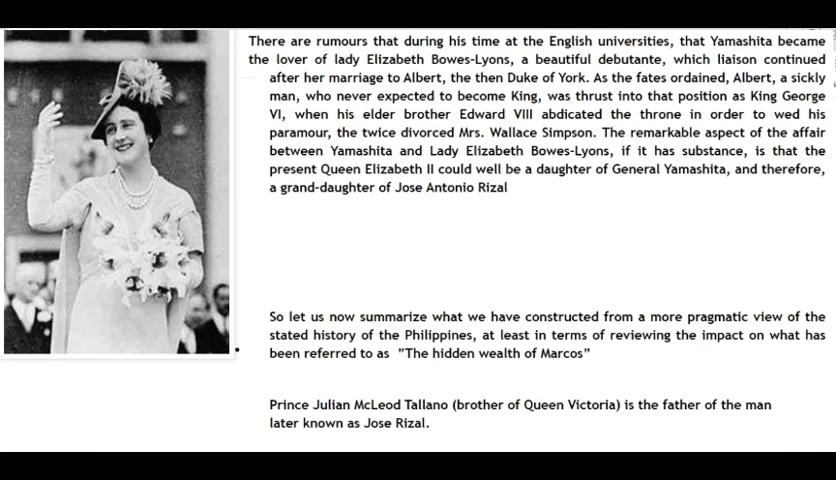 There are rumours that during his time at the English universities, that Yamashita became
the lover of lady Elizabeth Bowes-Lyons, a beautiful debutante, which liaison continued
after her marriage to Albert, the then Duke of York. As the fates ordained, Albert, a sickly
man, who never expected to become King, was thrust into that position as King George
VI, when his elder brother Edward VIII abdicated the throne in order to wed his
paramour, the twice divorced Mrs. Wallace Simpson. The remarkable aspect of the affair
between Yamashita and Lady Elizabeth Bowes-Lyons, if it has substance, is that the
present Queen Elizabeth II could well be a daughter of General Yamashita, and therefore,
a grand-daughter of Jose Antonio Rizal
So let us now summarize what we have constructed from a more pragmatic view of the
stated history of the Philippines, at least in terms of reviewing the impact on what has
been referred to as ”The hidden wealth of Marcos”
Prince Julian McLeod Tallano (brother of Queen Victoria) is the father of the man
later known as Jose Rizal.